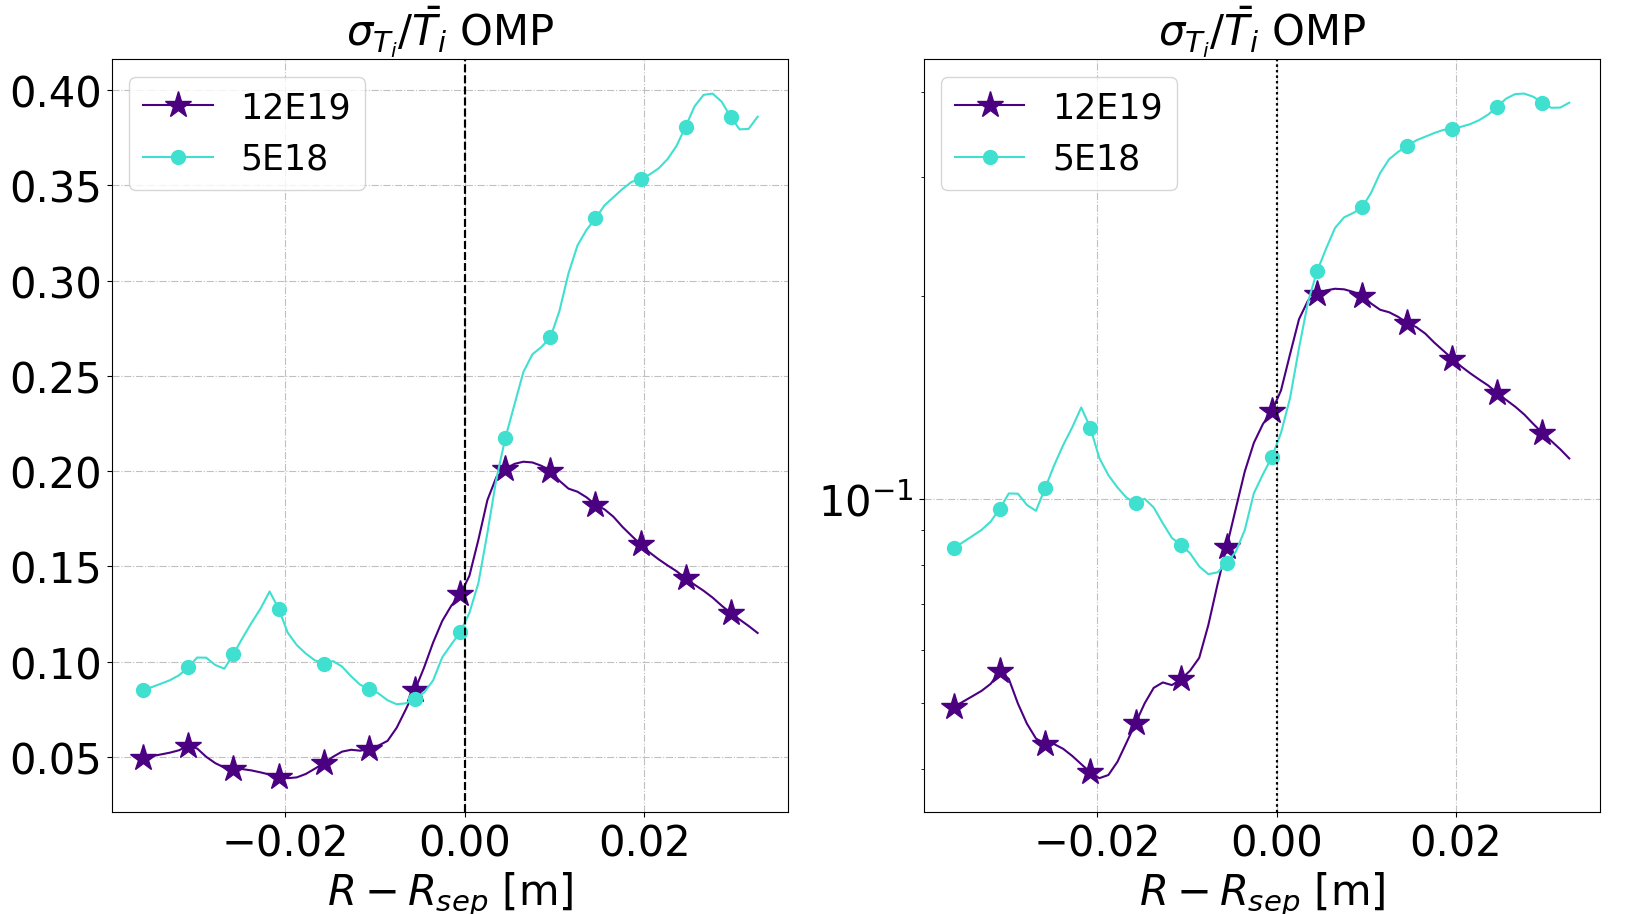 σ_{T_i}/T̄_i OMP
0.40
0.35
0.30
0.25
0.20
0.15
0.10
0.05
12E19
5E18
−0.02 0.00 0.02
R − R_{sep} [m]
σ_{T_i}/T̄_i OMP
10^{−1}
12E19
5E18
−0.02 0.00 0.02
R − R_{sep} [m]